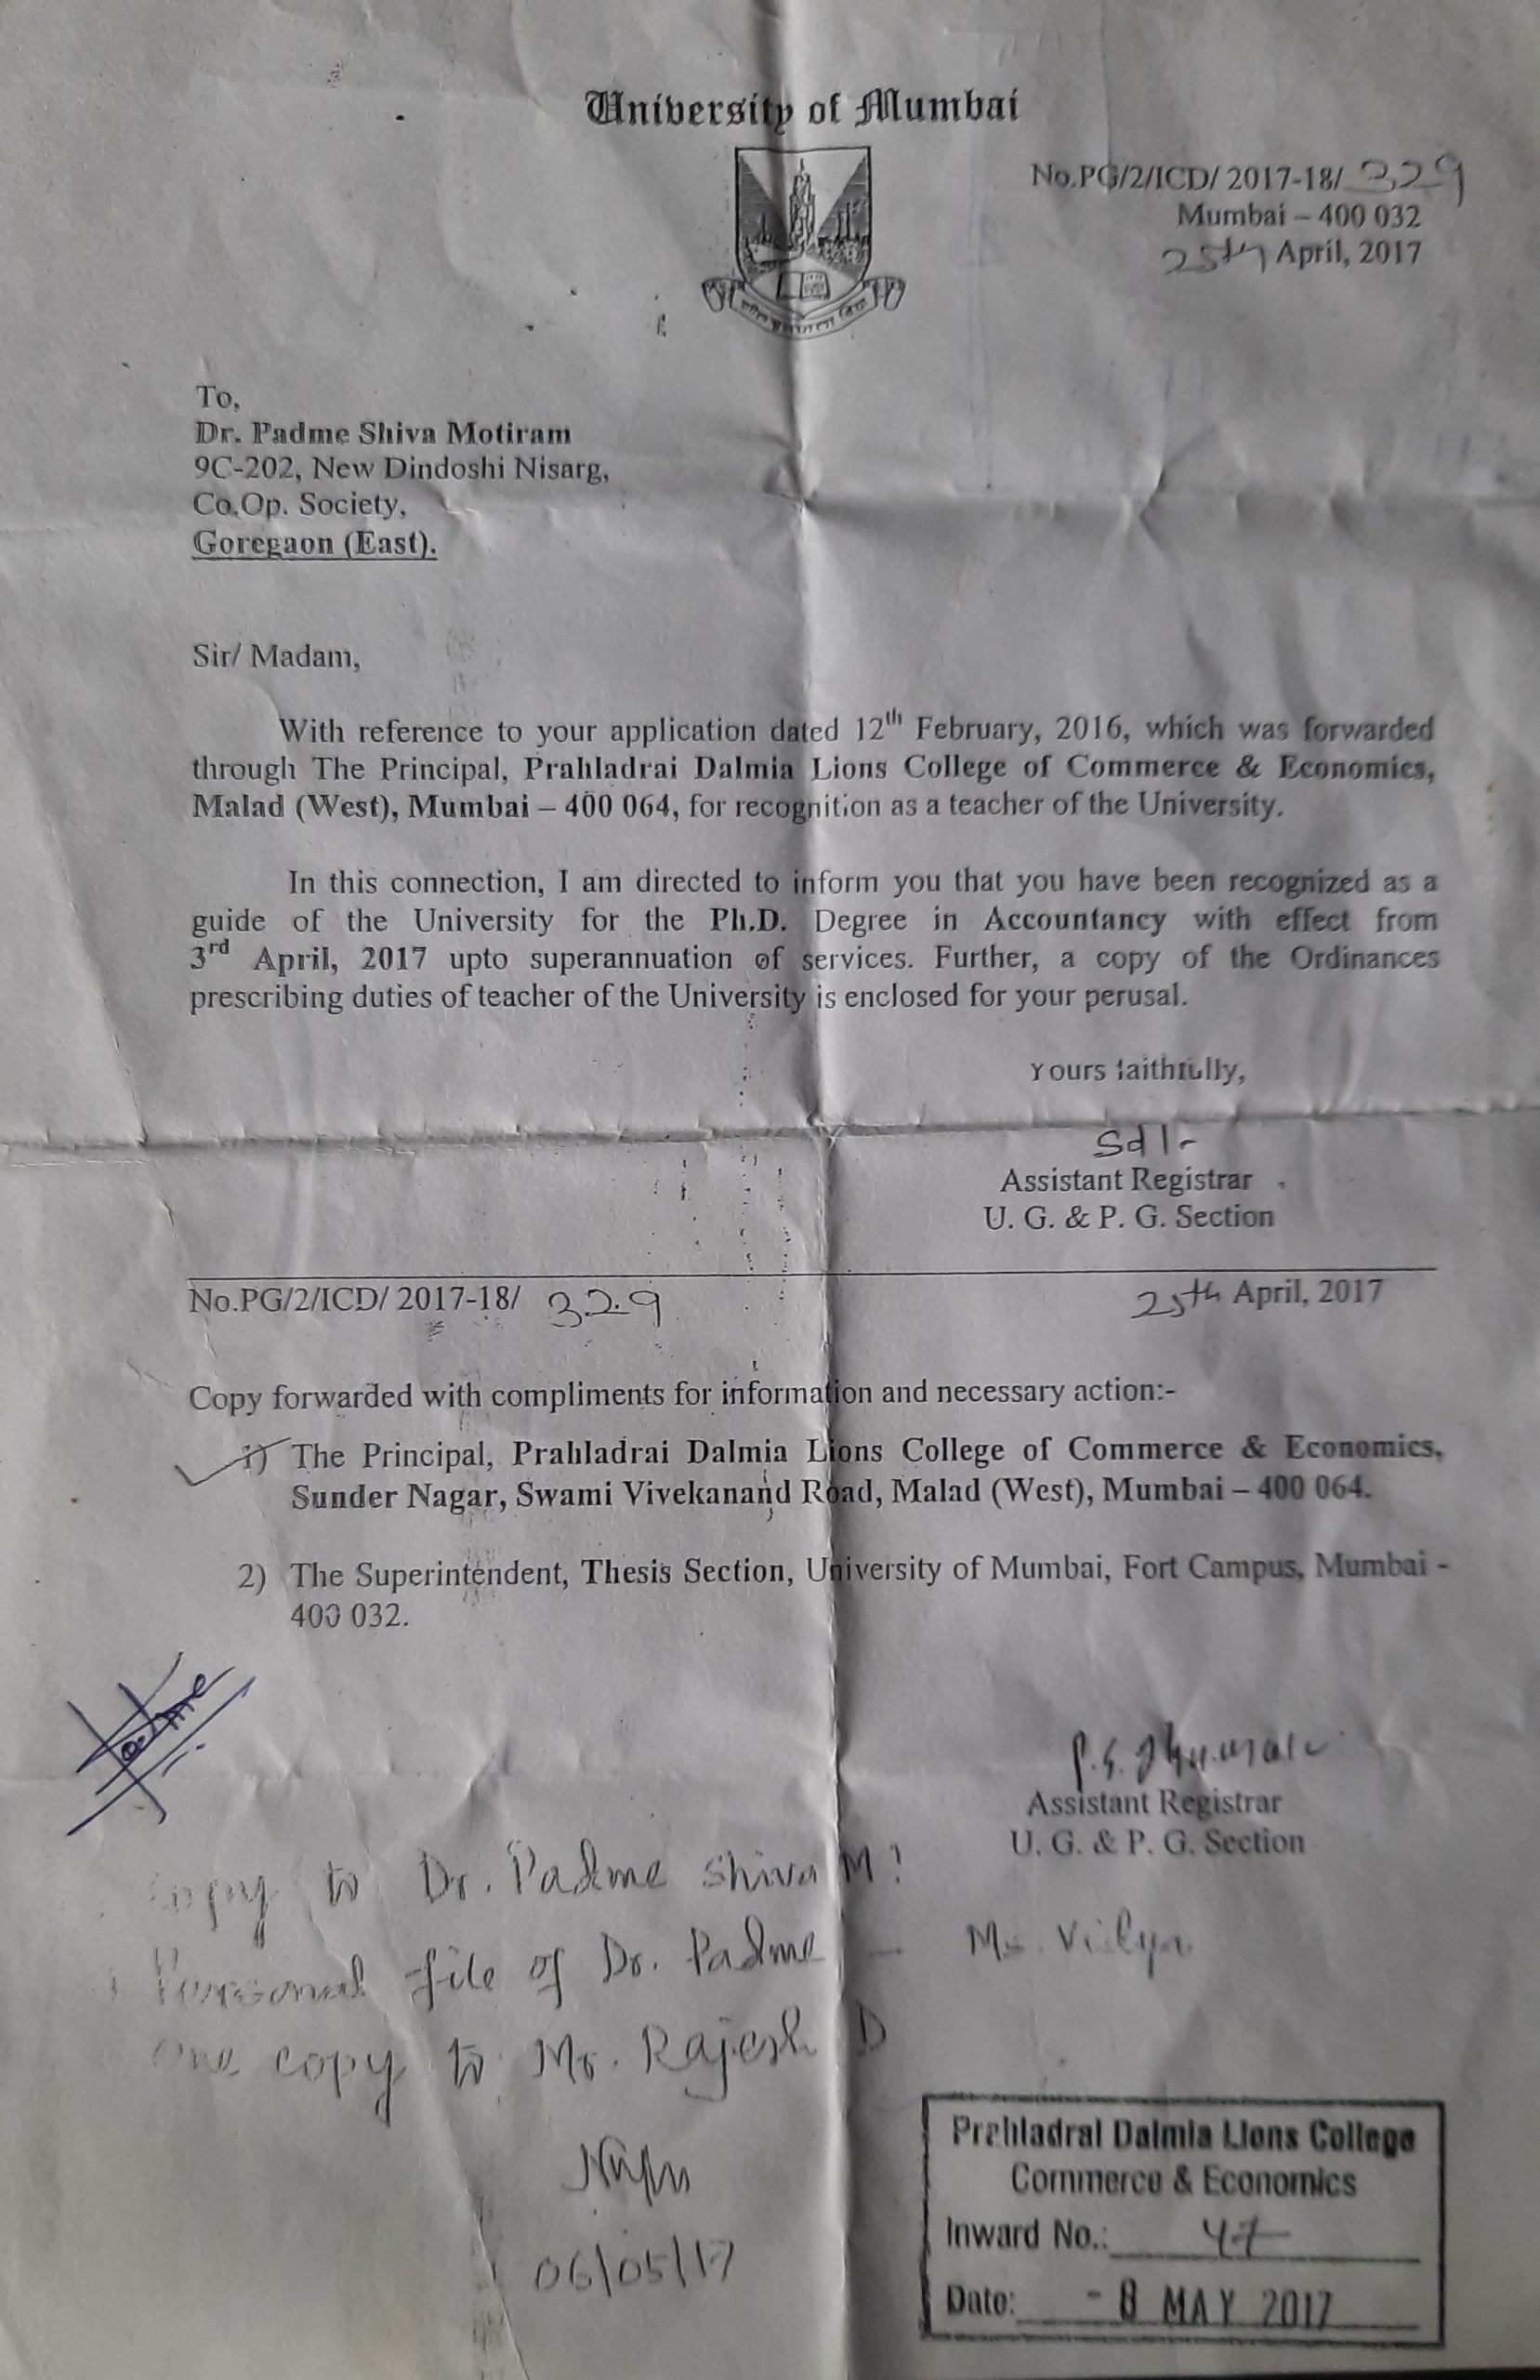 University of Mumbai
No.PG/2/ICD/ 2017-18/ 329
Mumbai – 400 032
25th April, 2017
To,
Dr. Padme Shiva Motiram
9C-202, New Dindoshi Nisarg,
Co.Op. Society,
Goregaon (East).
Sir/ Madam,
With reference to your application dated 12th February, 2016, which was forwarded
through The Principal, Prahladrai Dalmia Lions College of Commerce & Economics,
Malad (West), Mumbai – 400 064, for recognition as a teacher of the University.
In this connection, I am directed to inform you that you have been recognized as a
guide of the University for the Ph.D. Degree in Accountancy with effect from
3rd April, 2017 upto superannuation of services. Further, a copy of the Ordinances
prescribing duties of teacher of the University is enclosed for your perusal.
Yours faithfully,
Sd/-
Assistant Registrar
U. G. & P. G. Section
No.PG/2/ICD/ 2017-18/ 329
25th April, 2017
Copy forwarded with compliments for information and necessary action:-
1) The Principal, Prahladrai Dalmia Lions College of Commerce & Economics,
Sunder Nagar, Swami Vivekanand Road, Malad (West), Mumbai – 400 064.
2) The Superintendent, Thesis Section, University of Mumbai, Fort Campus, Mumbai -
400 032.
Padme
P.G.
Assistant Registrar
U. G. & P. G. Section
Copy to Dr. Padme Shiva M!
Personal file of Dr. Padme – Ms. Vidya
One copy to Mr. Rajesh D
06/05/17
Prahladrai Dalmia Lions College
Commerce & Economics
Inward No.: 47
Date: - 8 MAY 2017